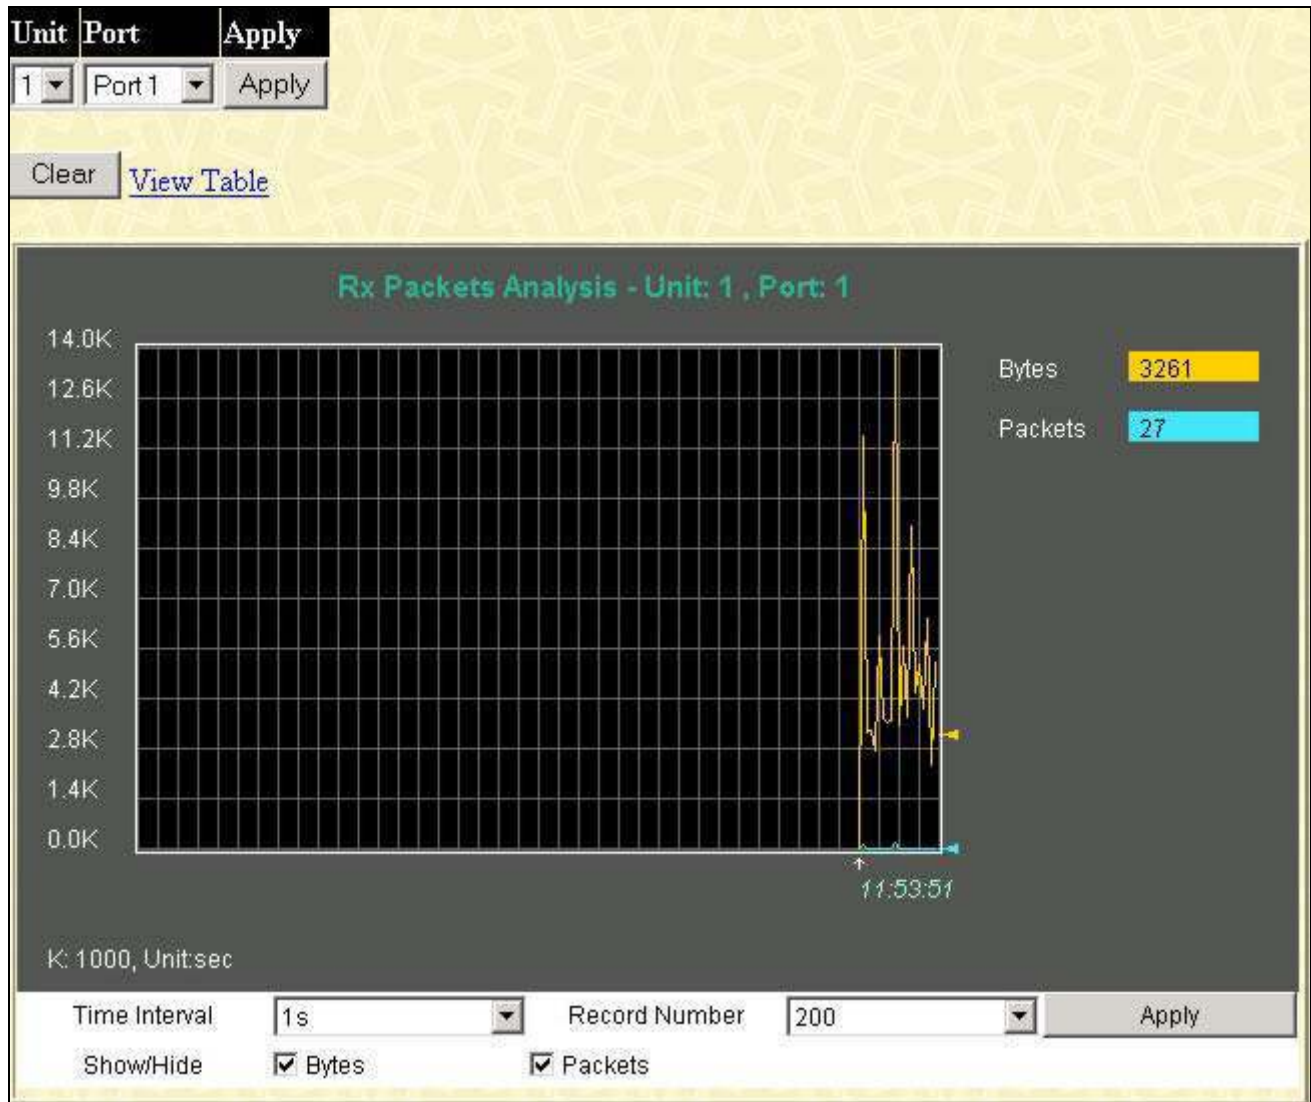 Unit Port Apply
1 Port 1 Apply
Clear View Table
Rx Packets Analysis - Unit: 1 , Port: 1
14.0K
12.6K
11.2K
9.8K
8.4K
7.0K
5.6K
4.2K
2.8K
1.4K
0.0K
Bytes 3261
Packets 27
11:53:51
K: 1000, Unit:sec
Time Interval 1s Record Number 200 Apply
Show/Hide Bytes Packets